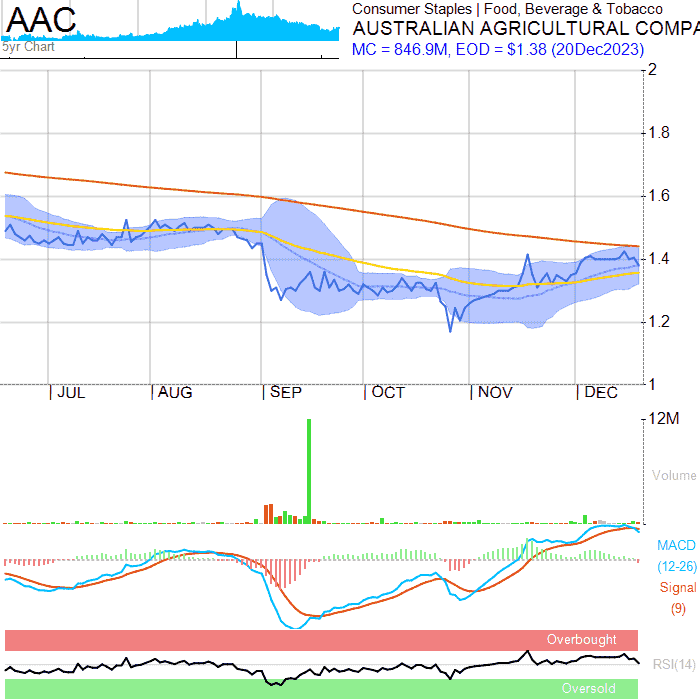 AAC
Consumer Staples | Food, Beverage & Tobacco
AUSTRALIAN AGRICULTURAL COMPA
MC = 846.9M, EOD = $1.38 (20Dec2023)
5yr Chart
2
1.8
1.6
1.4
1.2
1
JUL AUG SEP OCT NOV DEC
12M
Volume
MACD
(12-26)
Signal
(9)
Overbought
RSI(14)
Oversold